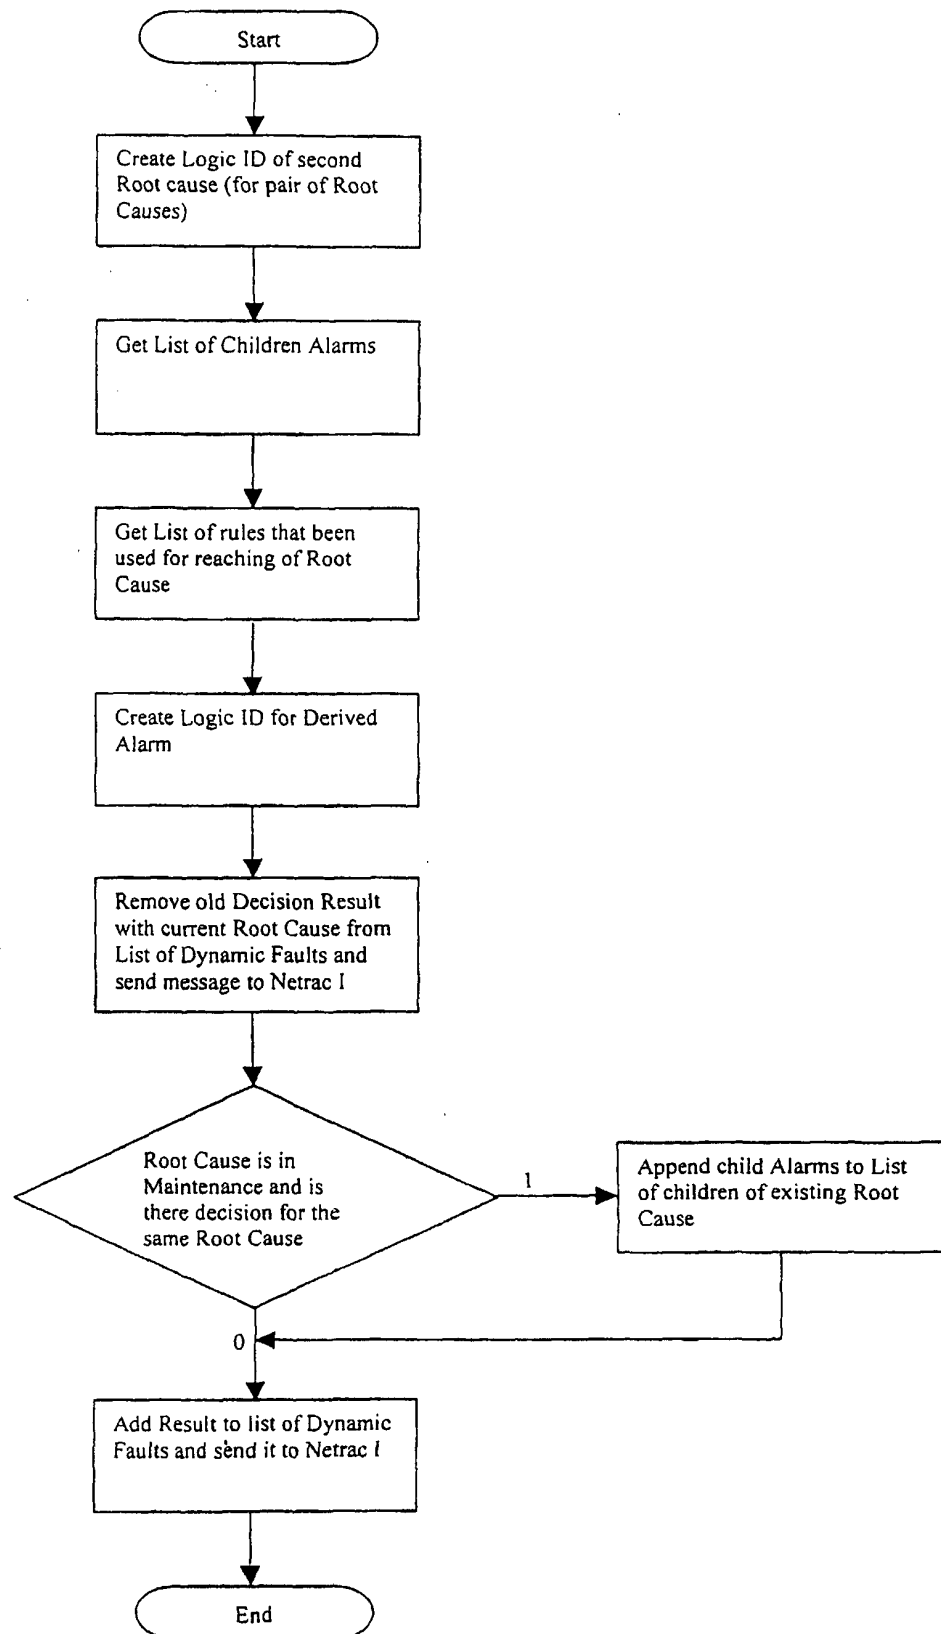 Start
Create Logic ID of second
Root cause (for pair of Root
Causes)
Get List of Children Alarms
Get List of rules that been
used for reaching of Root
Cause
Create Logic ID for Derived
Alarm
Remove old Decision Result
with current Root Cause from
List of Dynamic Faults and
send message to Netrac I
Root Cause is in
Maintenance and is
there decision for the
same Root Cause
1
Append child Alarms to List
of children of existing Root
Cause
0
Add Result to list of Dynamic
Faults and send it to Netrac I
End